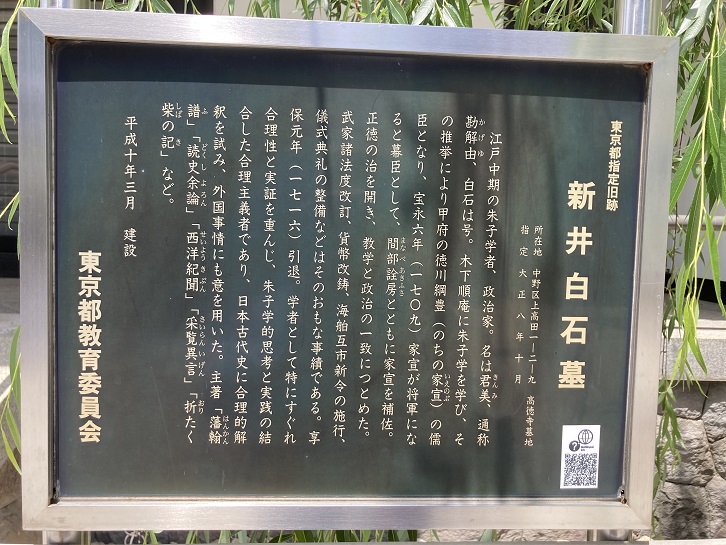 東京都指定旧跡
新井白石墓
所在地 中野区上高田一―二―九 高徳寺墓地
指定 大正八年十月
江戸中期の朱子学者、政治家。名は君美、通称
勘解由、白石は号。木下順庵に朱子学を学び、そ
の推挙により甲府の徳川綱豊(のちの家宣)の儒
臣となり、宝永六年(一七〇九)家宣が将軍にな
ると幕臣として、間部詮房とともに家宣を補佐。
正徳の治を開き、教学と政治の一致につとめた。
武家諸法度改訂、貨幣改鋳、海舶互市新令の施行、
儀式典礼の整備などはそのおもな事績である。享
保元年(一七一六)引退。学者として特にすぐれ
合理性と実証を重んじ、朱子学的思考と実践の結
合した合理主義者であり、日本古代史に合理的解
釈を試み、外国事情にも意を用いた。主著「藩翰
譜」「読史余論」「西洋紀聞」「采覧異言」「折たく
柴の記」など。
平成十年三月 建設
東京都教育委員会